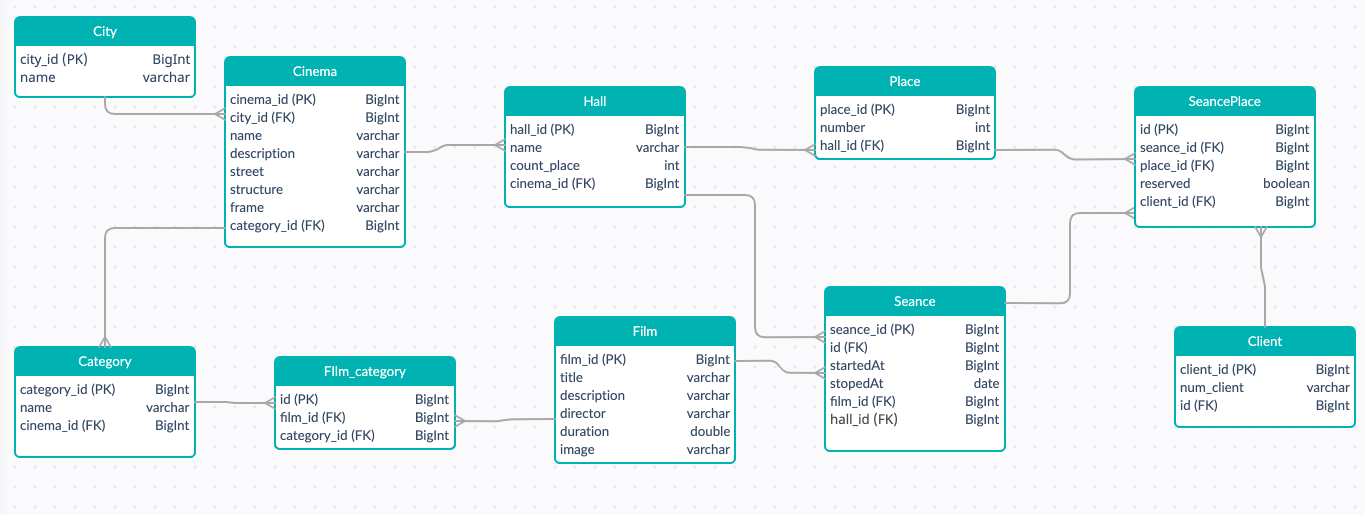 City
city_id (PK) BigInt
name varchar
Cinema
cinema_id (PK) BigInt
city_id (FK) BigInt
name varchar
description varchar
street varchar
structure varchar
frame varchar
category_id (FK) BigInt
Hall
hall_id (PK) BigInt
name varchar
count_place int
cinema_id (FK) BigInt
Place
place_id (PK) BigInt
number int
hall_id (FK) BigInt
SeancePlace
id (PK) BigInt
seance_id (FK) BigInt
place_id (FK) BigInt
reserved boolean
client_id (FK) BigInt
Category
category_id (PK) BigInt
name varchar
cinema_id (FK) BigInt
FIlm_category
id (PK) BigInt
film_id (FK) BigInt
category_id (FK) BigInt
Film
film_id (PK) BigInt
title varchar
description varchar
director varchar
duration double
image varchar
Seance
seance_id (PK) BigInt
id (FK) BigInt
startedAt BigInt
stopedAt date
film_id (FK) BigInt
hall_id (FK) BigInt
Client
client_id (PK) BigInt
num_client varchar
id (FK) BigInt